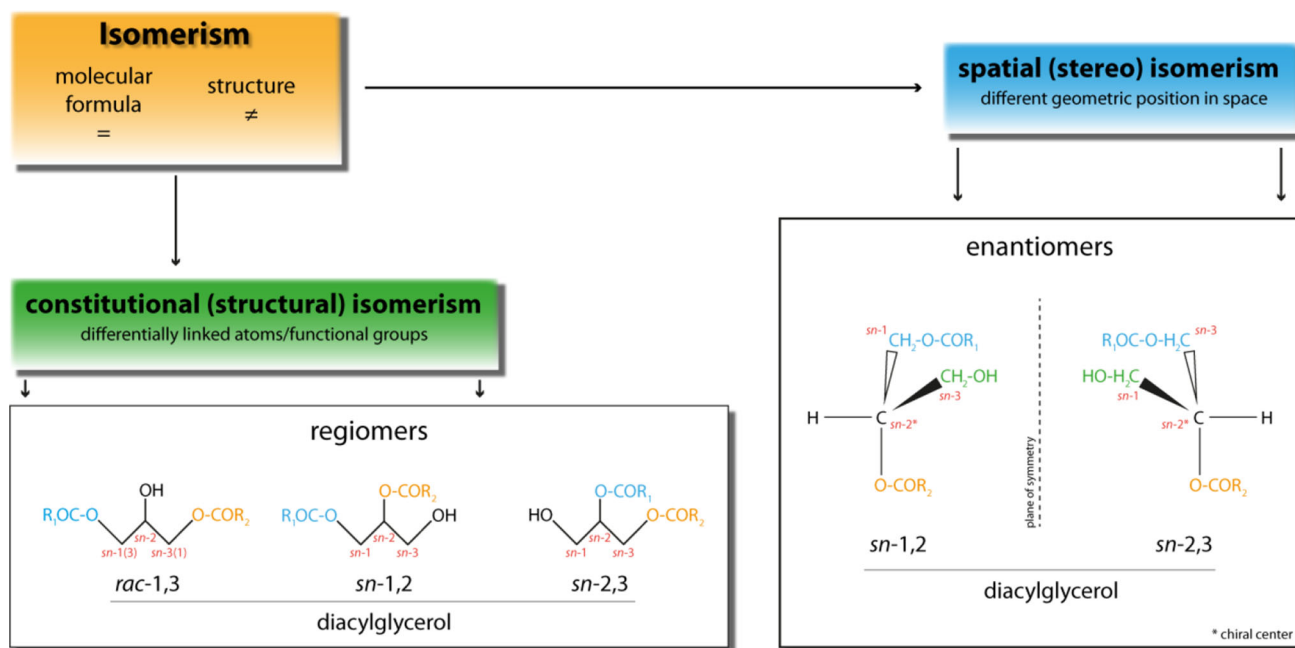 Isomerism
molecular
formula
=
structure
≠
spatial (stereo) isomerism
different geometric position in space
constitutional (structural) isomerism
differentially linked atoms/functional groups
regiomers
OH
R₁OC-O
O-COR₂
sn-2
sn-1(3)
sn-3(1)
rac-1,3
O-COR₂
R₁OC-O
OH
sn-2
sn-1
sn-3
sn-1,2
O-COR₁
HO
O-COR₂
sn-2
sn-1
sn-3
sn-2,3
diacylglycerol
enantiomers
sn-1
CH₂-O-COR₁
CH₂-OH
sn-3
H
C
sn-2*
O-COR₂
sn-1,2
plane of symmetry
sn-3
R₁OC-O-H₂C
HO-H₂C
sn-1
C
H
sn-2*
O-COR₂
sn-2,3
diacylglycerol
* chiral center